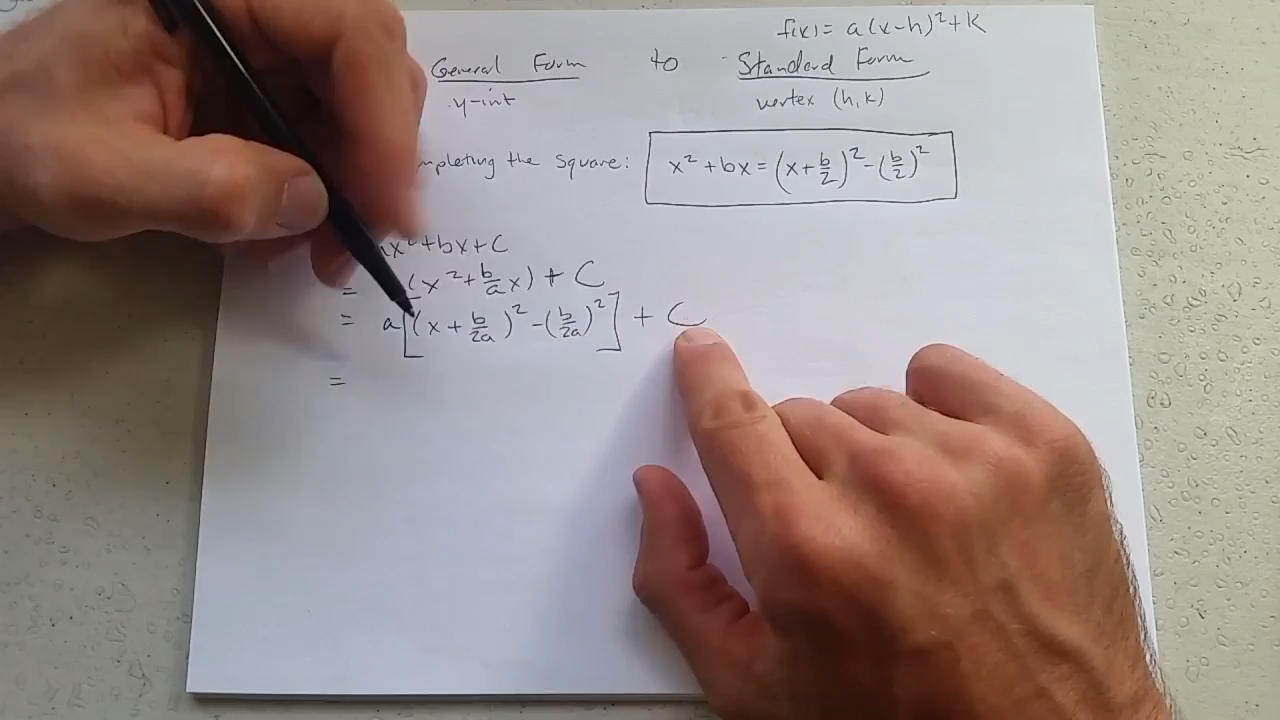 f(x) = a(x-h)² + k
General Form to Standard Form
y-int vertex (h,k)
mpleting the Square: x² + bx = (x + b/2)² - (b/2)²
x² + bx + C
= (x² + b/a x) + C
= a[(x + b/2a)² - (b/2a)²] + C
=